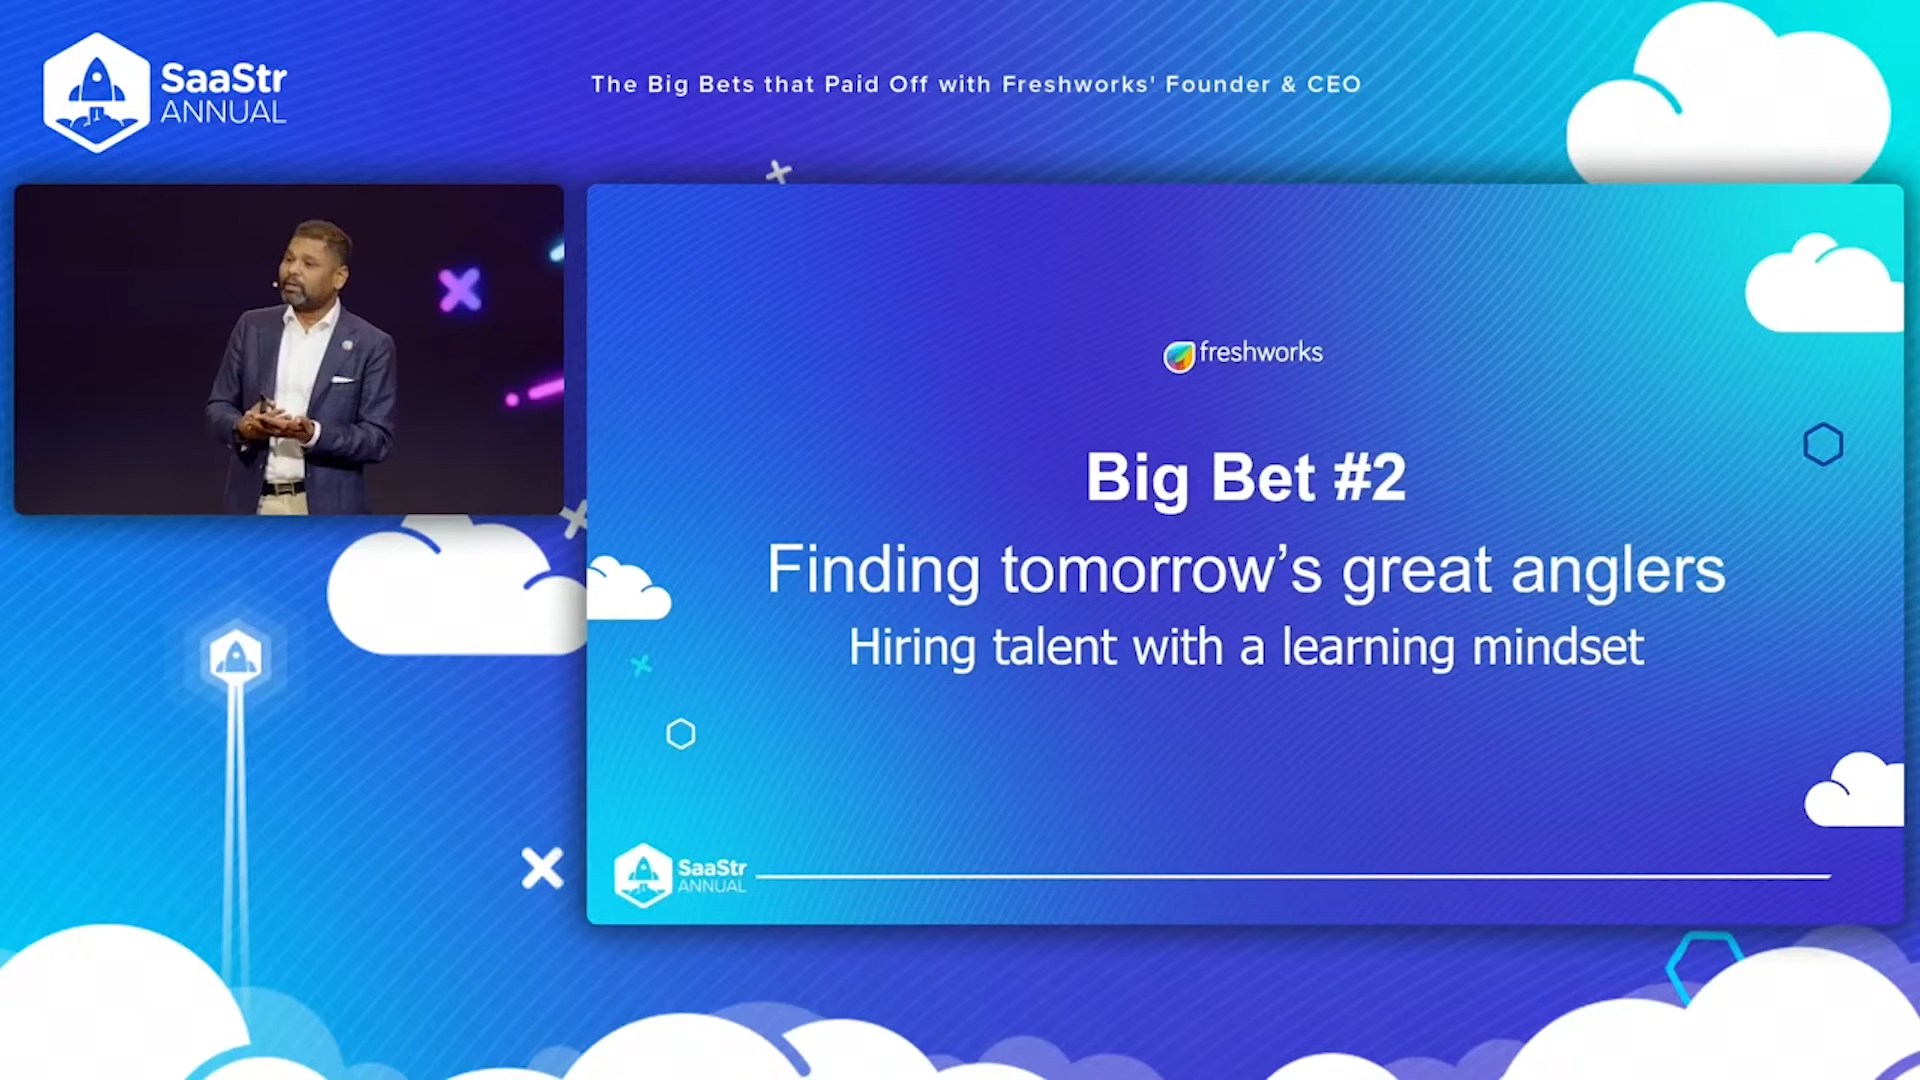 SaaStr
ANNUAL
The Big Bets that Paid Off with Freshworks' Founder & CEO
freshworks
Big Bet #2
Finding tomorrow’s great anglers
Hiring talent with a learning mindset
SaaStr
ANNUAL